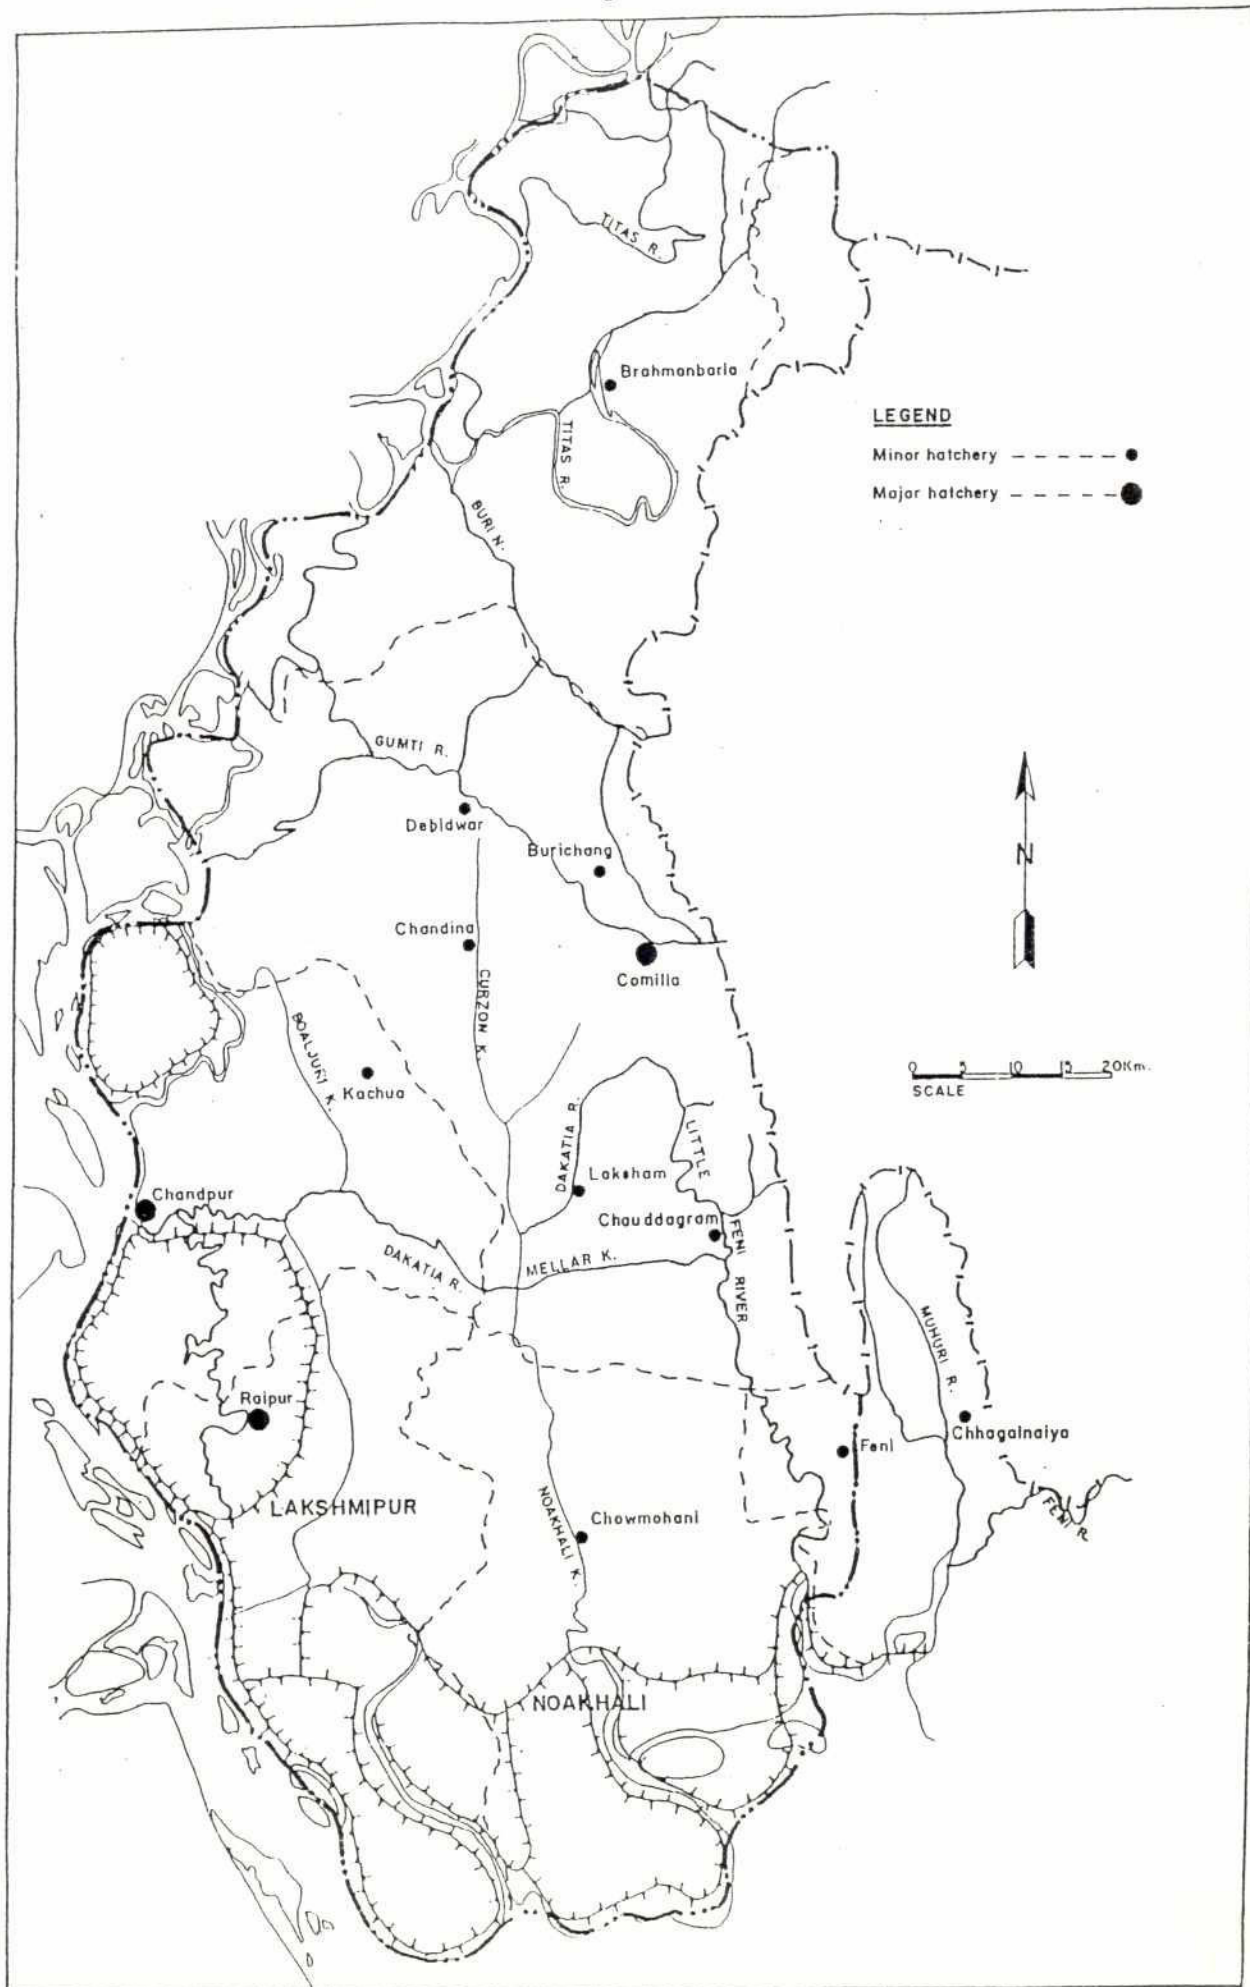 TITAS R.
Brahmanbaria
LEGEND
Minor hatchery
Major hatchery
TITAS R.
BURI N.
GUMTI R.
Debidwar
Burichang
N
Chandina
Comilla
CURZON K.
BOALJURI K.
Kachua
0 5 10 15 20Km.
SCALE
DAKATIA R.
LITTLE
Laksham
Chandpur
Chauddagram
FENI RIVER
DAKATIA R.
MELLAR K.
MUHURI R.
Raipur
Chhagalnaiya
Feni
LAKSHMIPUR
NOAKHALI K.
Chowmohani
FENI R.
NOAKHALI